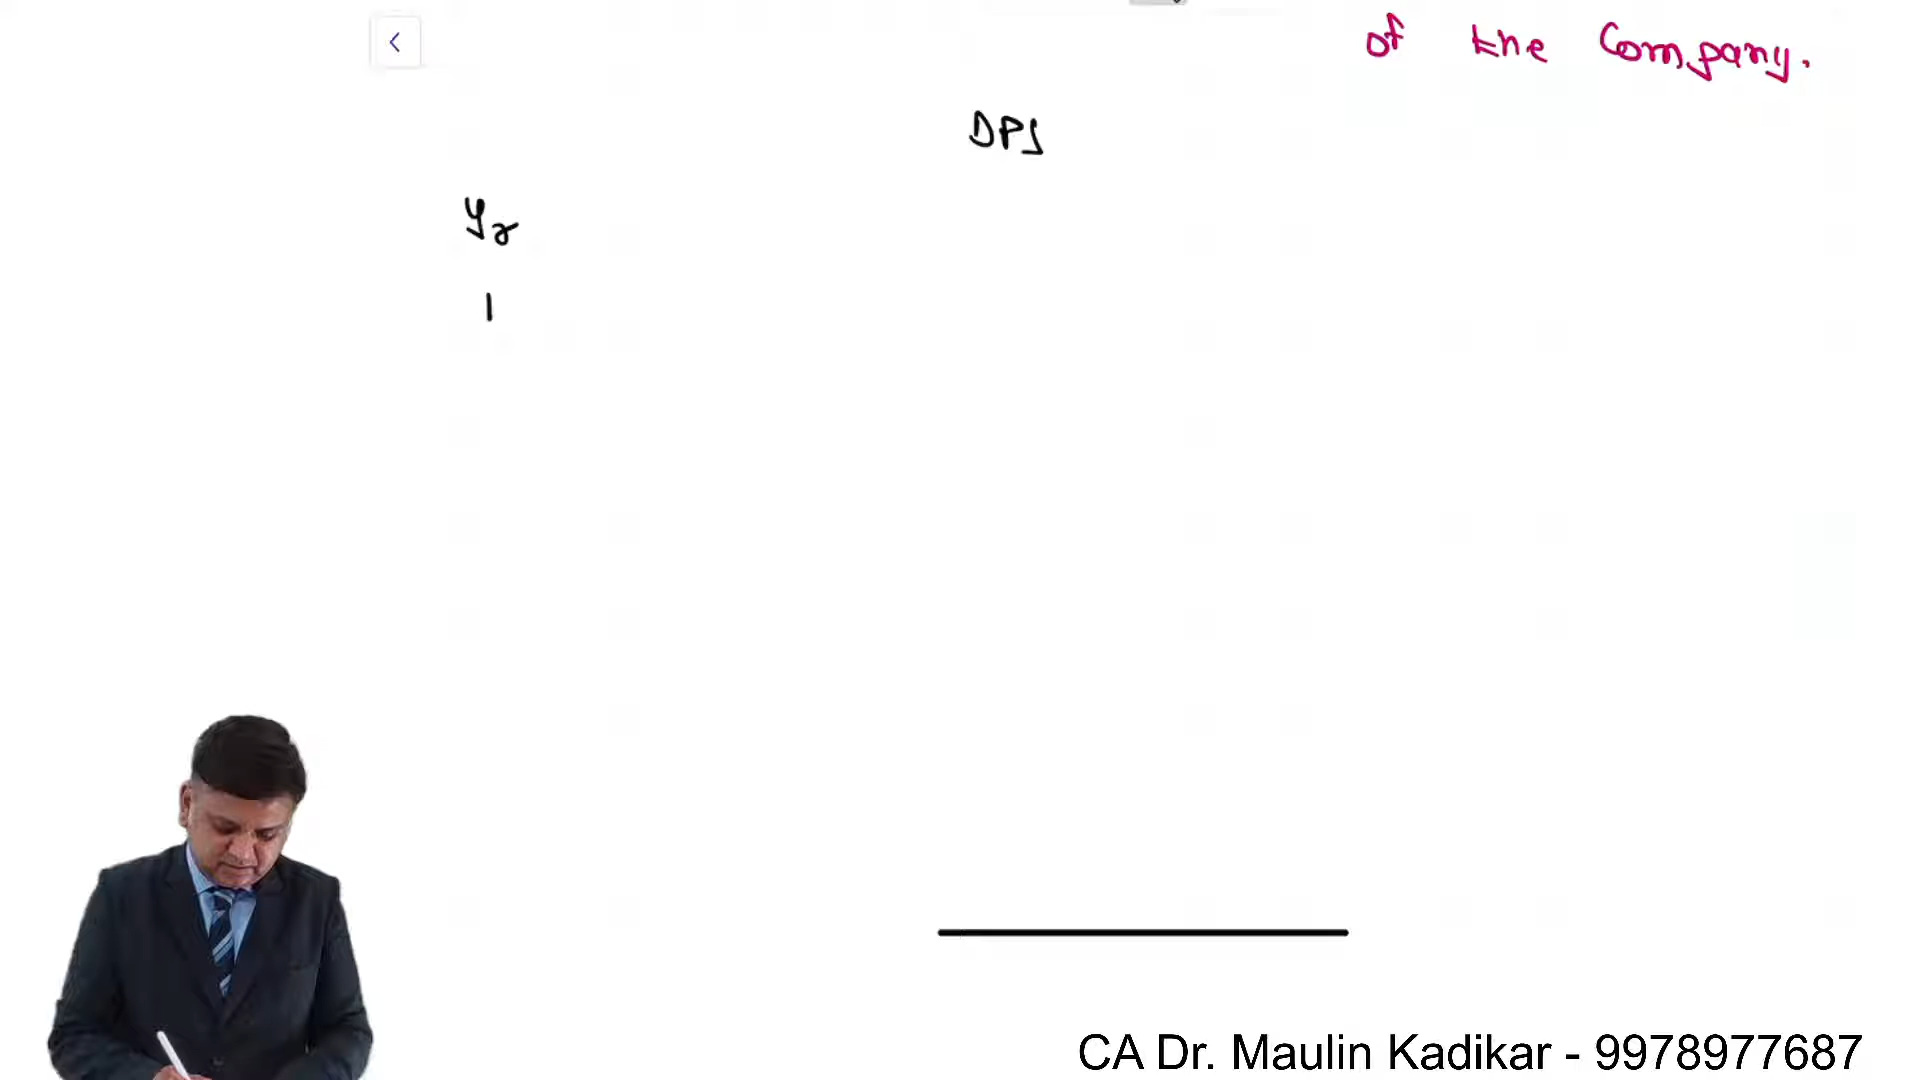 of the Company.
DPS
Yr
1
CA Dr. Maulin Kadikar - 9978977687